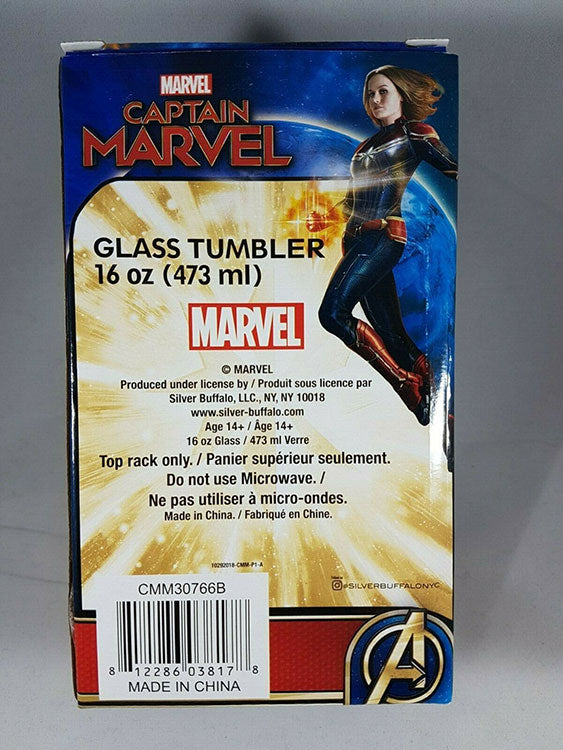 MARVEL
CAPTAIN
MARVEL
GLASS TUMBLER
16 oz (473 ml)
MARVEL
© MARVEL
Produced under license by / Produit sous licence par
Silver Buffalo, LLC., NY, NY 10018
www.silver-buffalo.com
Age 14+ / Âge 14+
16 oz Glass / 473 ml Verre
Top rack only. / Panier supérieur seulement.
Do not use Microwave. /
Ne pas utiliser à micro-ondes.
Made in China. / Fabriqué en Chine.
10292018-CMM-P1-A
@SILVERBUFFALONYC
CMM30766B
8 12286 03817 8
MADE IN CHINA